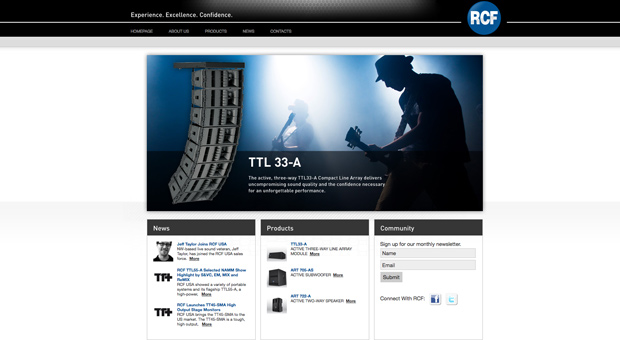 Experience. Excellence. Confidence.
RCF
HOMEPAGE ABOUT US PRODUCTS NEWS CONTACTS
TTL 33-A
The active, three-way TTL33-A Compact Line Array delivers
uncompromising sound quality and the confidence necessary
for an unforgettable performance.
News
Jeff Taylor Joins RCF USA
NW-based live sound veteran, Jeff
Taylor, has joined the RCF USA sales
force. More
TT+
RCF TTL55-A Selected NAMM Show
Highlight by S&VC, EM, MIX and
ReMIX
RCF USA showed a variety of portable
systems and its flagship TTL55-A, a
high-power, More
TT+
RCF Launches TT45-SMA High
Output Stage Monitors
RCF USA brings the TT45-SMA to the
US market. The TT45-SMA is a tough,
high output, More
Products
TTL33-A
ACTIVE THREE-WAY LINE ARRAY
MODULE More
ART 700-AS
ACTIVE SUBWOOFER More
ART 722-A
ACTIVE TWO-WAY SPEAKER More
Community
Sign up for our monthly newsletter.
Name
Email
Submit
Connect With RCF: